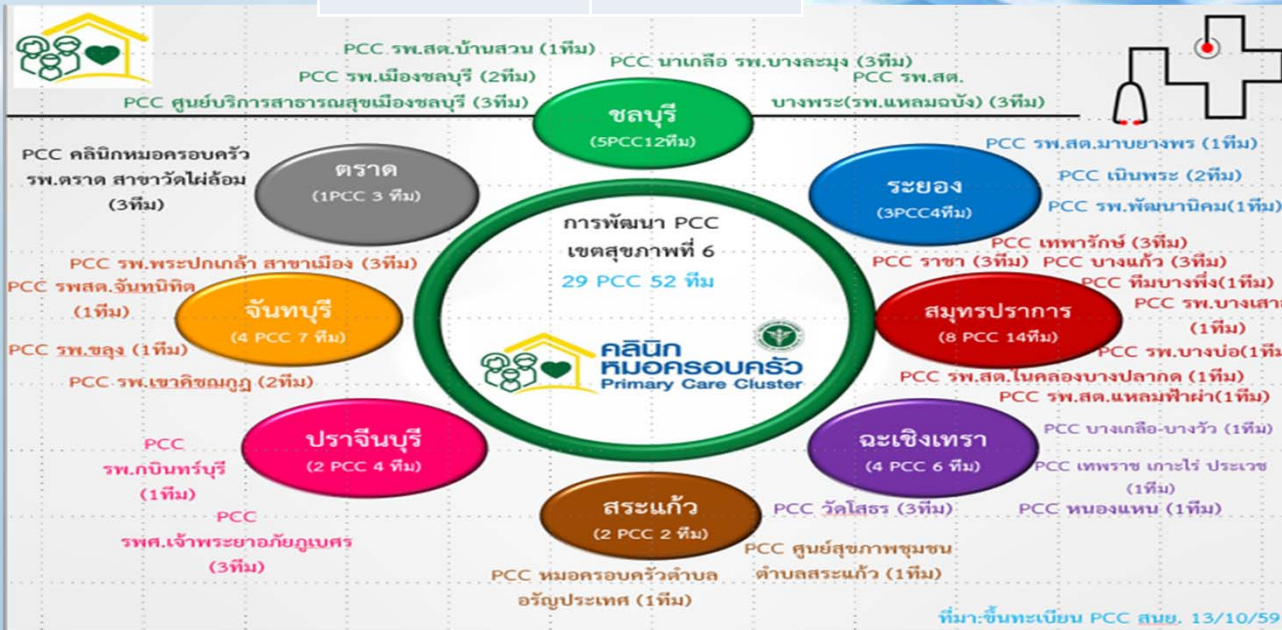 PCC รพ.สต.บ้านสวน (1ทีม)
PCC รพ.เมืองชลบุรี (2ทีม)
PCC ศูนย์บริการสาธารณสุขเมืองชลบุรี (3ทีม)
PCC นาเกลือ รพ.บางละมุง (3ทีม)
PCC รพ.สต.
บางพระ(รพ.แหลมฉบัง) (3ทีม)
ชลบุรี
(5PCC12ทีม)
PCC คลินิกหมอครอบครัว
รพ.ตราด สาขาวัดไผ่ล้อม
(3ทีม)
ตราด
(1PCC 3 ทีม)
ระยอง
(3PCC4ทีม)
PCC รพ.สต.มาบยางพร (1ทีม)
PCC เนินพระ (2ทีม)
PCC รพ.พัฒนานิคม(1ทีม)
การพัฒนา PCC
เขตสุขภาพที่ 6
29 PCC 52 ทีม
คลินิก
หมอครอบครัว
Primary Care Cluster
PCC รพ.พระปกเกล้า สาขาเมือง (3ทีม)
PCC รพสต.จันทนิทิต
(1ทีม)
PCC รพ.ขลุง (1ทีม)
PCC รพ.เขาคิชฌกูฏ (2ทีม)
จันทบุรี
(4 PCC 7 ทีม)
PCC เทพารักษ์ (3ทีม)
PCC ราชา (3ทีม) PCC บางแก้ว (3ทีม)
PCC ทีมบางพึ่ง(1ทีม)
PCC รพ.บางเสาธ
(1ทีม)
PCC รพ.บางบ่อ(1ทีม
PCC รพ.สต.ในคลองบางปลากด (1ทีม)
PCC รพ.สต.แหลมฟ้าผ่า(1ทีม)
สมุทรปราการ
(8 PCC 14ทีม)
ปราจีนบุรี
(2 PCC 4 ทีม)
PCC
รพ.กบินทร์บุรี
(1ทีม)
PCC
รพศ.เจ้าพระยาอภัยภูเบศร
(3ทีม)
ฉะเชิงเทรา
(4 PCC 6 ทีม)
PCC บางเกลือ-บางวัว (1ทีม)
PCC เทพราช เกาะไร่ ประเวช
(1ทีม)
PCC วัดโสธร (3ทีม)
PCC หนองแหน (1ทีม)
สระแก้ว
(2 PCC 2 ทีม)
PCC หมอครอบครัวตำบล
อรัญประเทศ (1ทีม)
PCC ศูนย์สุขภาพชุมชน
ตำบลสระแก้ว (1ทีม)
ที่มา:ขึ้นทะเบียน PCC สนย. 13/10/59